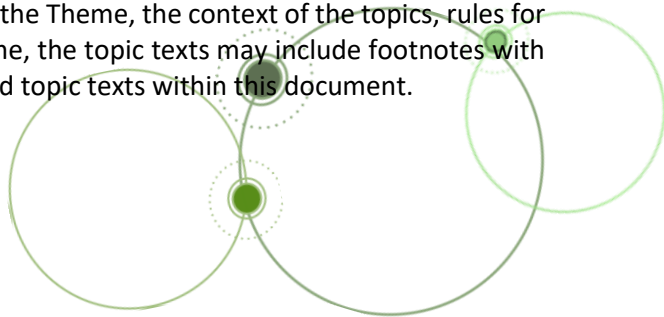 the Theme, the context of the topics, rules for
ne, the topic texts may include footnotes with
d topic texts within this document.